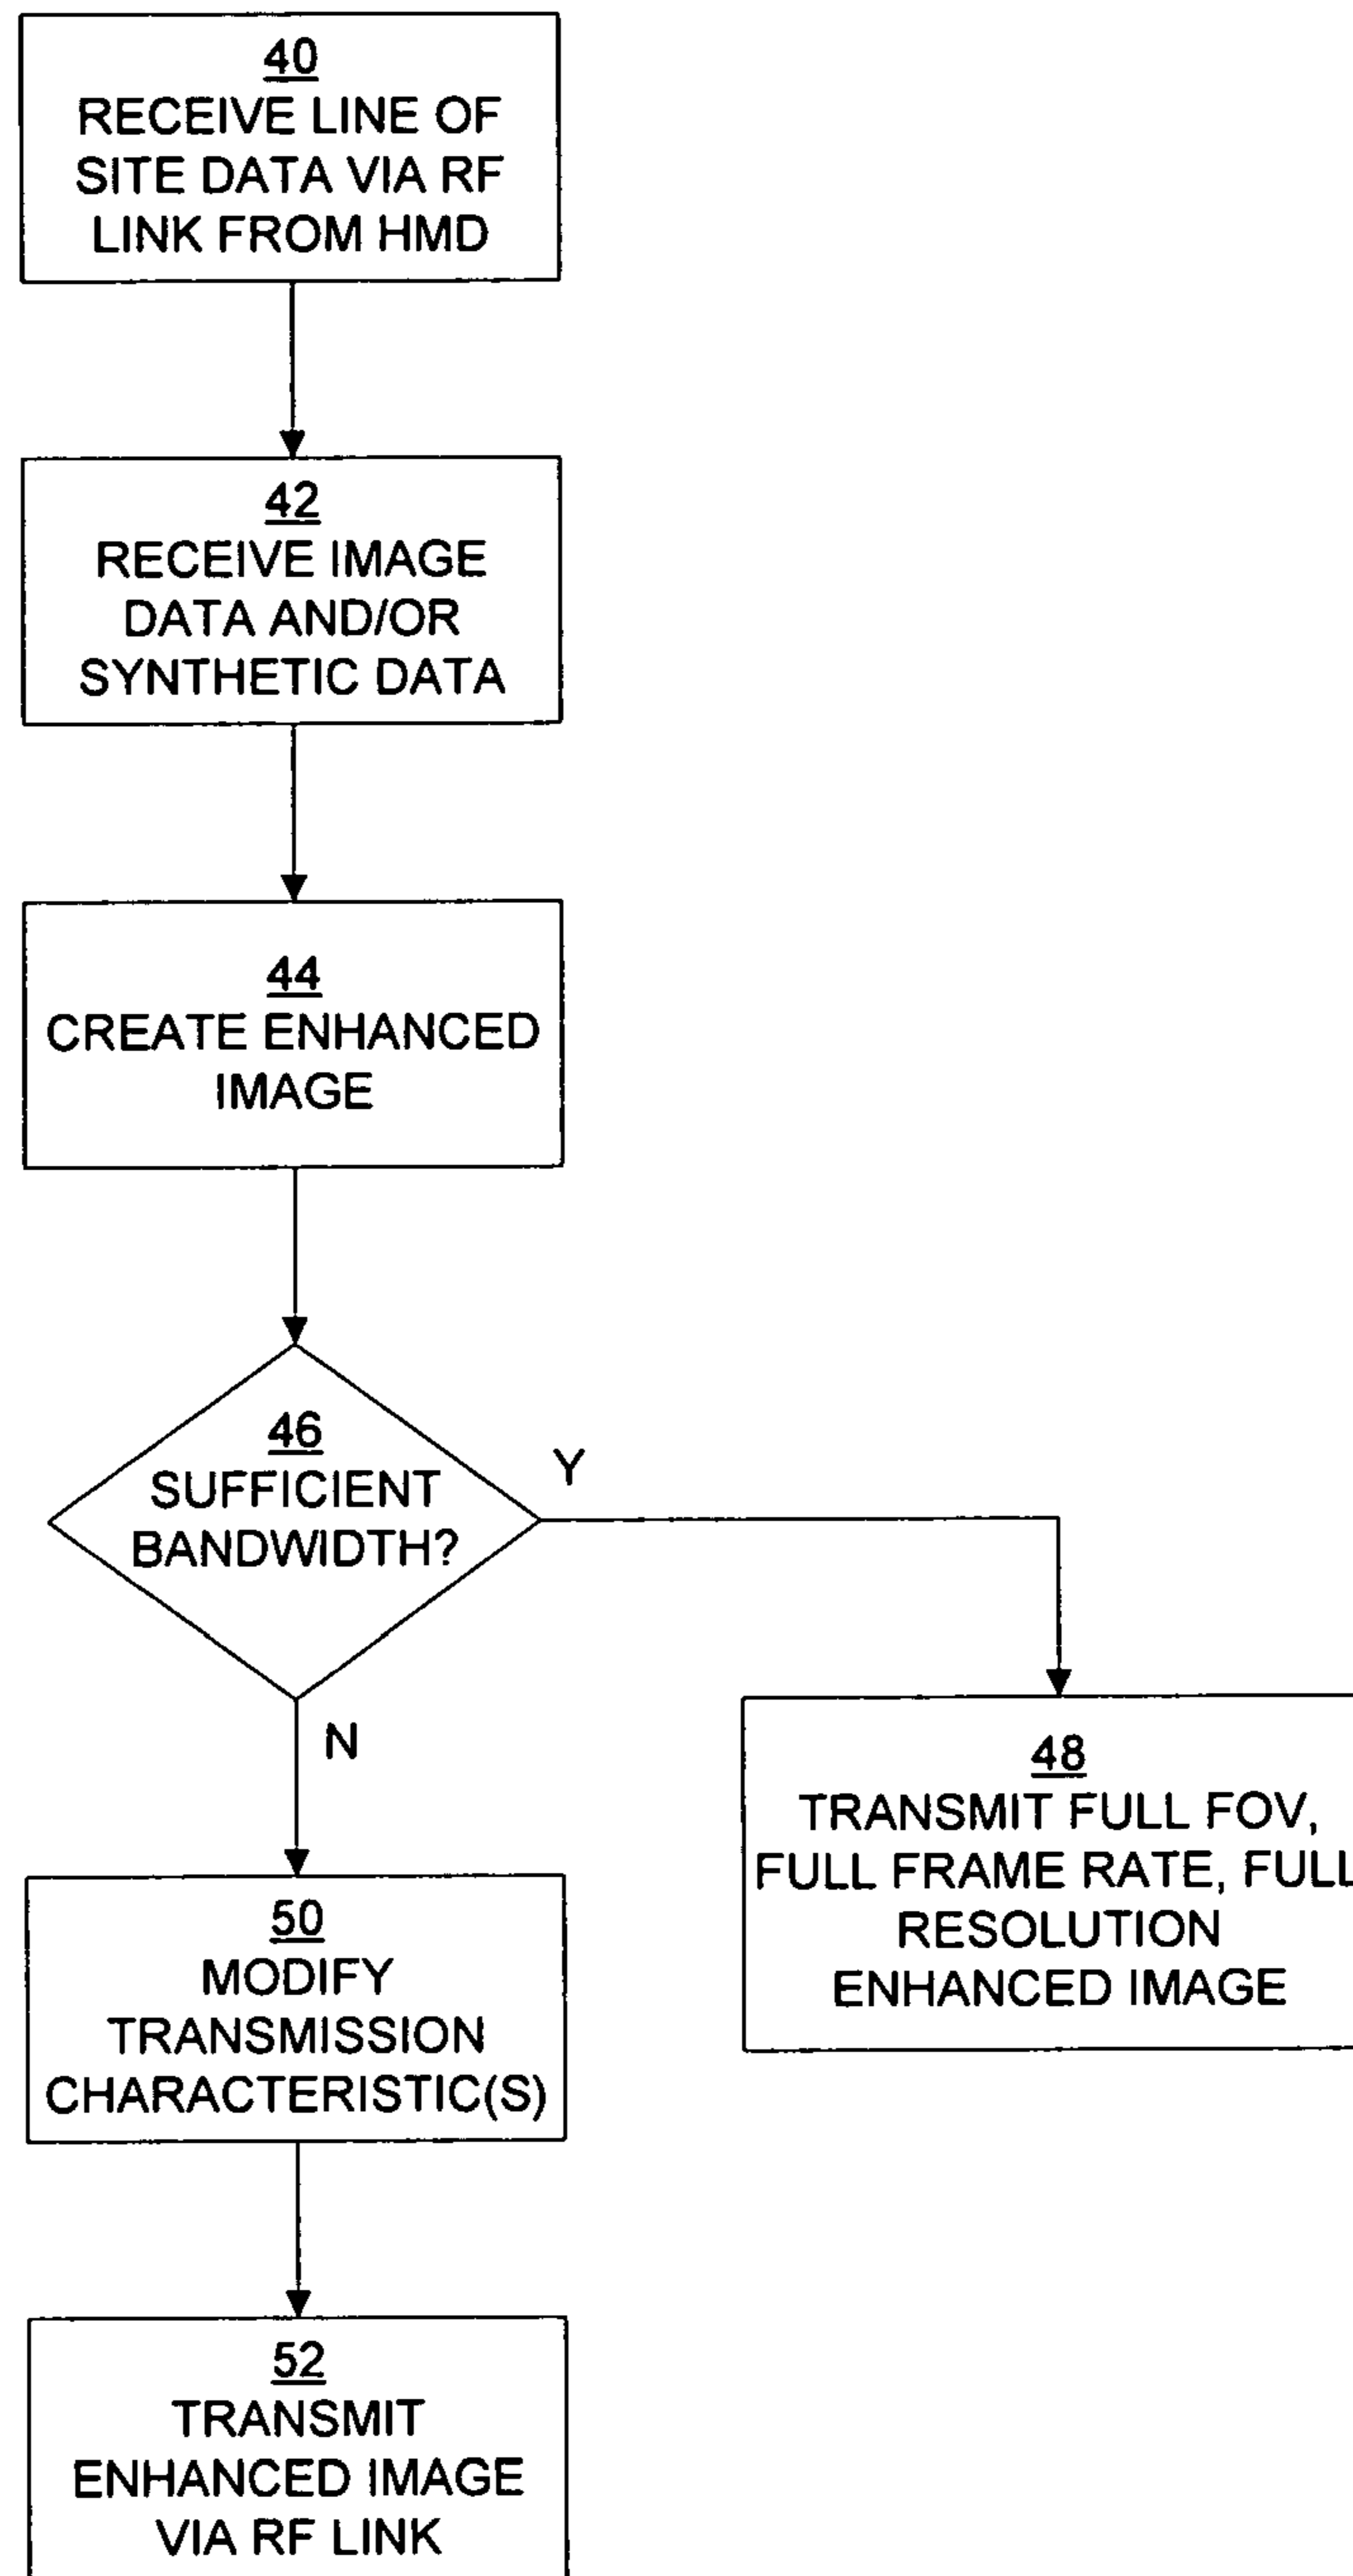 40
RECEIVE LINE OF
SITE DATA VIA RF
LINK FROM HMD
42
RECEIVE IMAGE
DATA AND/OR
SYNTHETIC DATA
44
CREATE ENHANCED
IMAGE
46
SUFFICIENT
BANDWIDTH?
Y
N
48
TRANSMIT FULL FOV,
FULL FRAME RATE, FULL
RESOLUTION
ENHANCED IMAGE
50
MODIFY
TRANSMISSION
CHARACTERISTIC(S)
52
TRANSMIT
ENHANCED IMAGE
VIA RF LINK